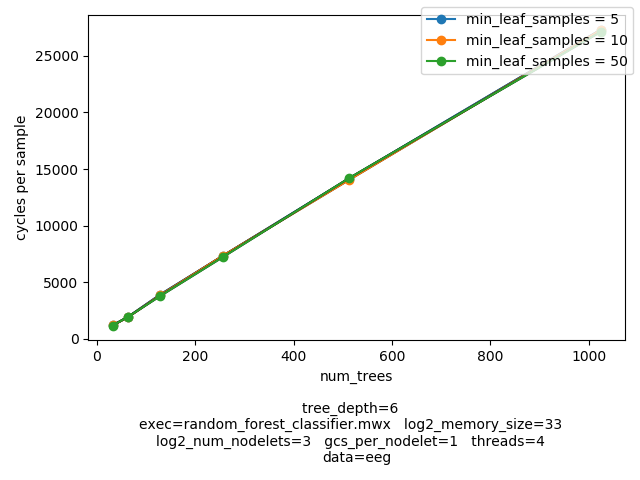 min_leaf_samples = 5
min_leaf_samples = 10
min_leaf_samples = 50
25000
20000
15000
10000
5000
0
cycles per sample
0 200 400 600 800 1000
num_trees
tree_depth=6
exec=random_forest_classifier.mwx log2_memory_size=33
log2_num_nodelets=3 gcs_per_nodelet=1 threads=4
data=eeg